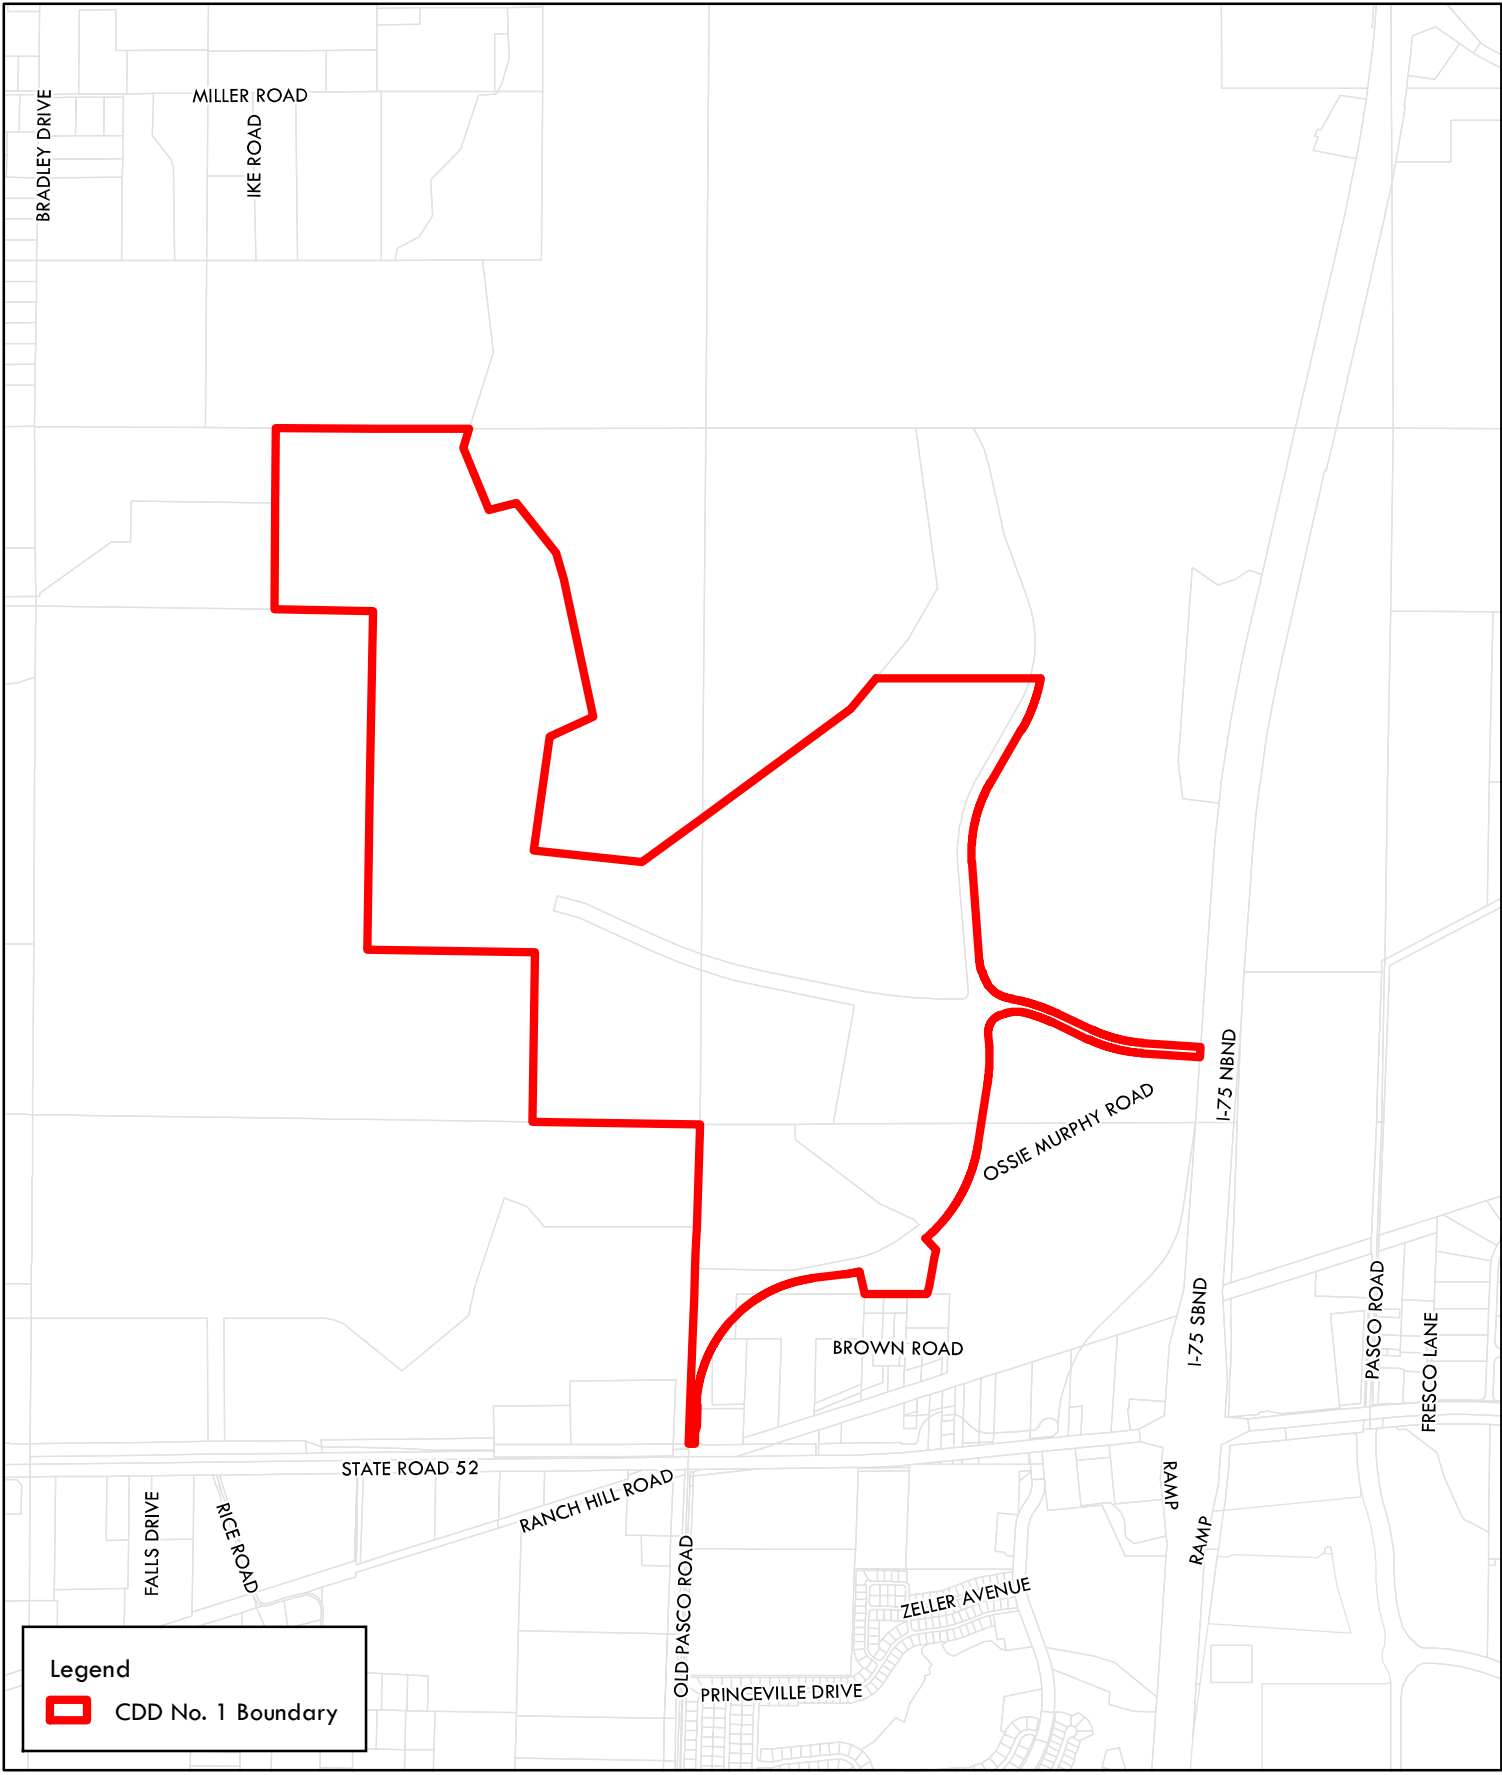 MILLER ROAD
BRADLEY DRIVE
IKE ROAD
I-75 NBND
OSSIE MURPHY ROAD
I-75 SBND
PASCO ROAD
FRESCO LANE
BROWN ROAD
STATE ROAD 52
RANCH HILL ROAD
RAMP
RAMP
FALLS DRIVE
RICE ROAD
OLD PASCO ROAD
ZELLER AVENUE
PRINCEVILLE DRIVE
Legend
CDD No. 1 Boundary